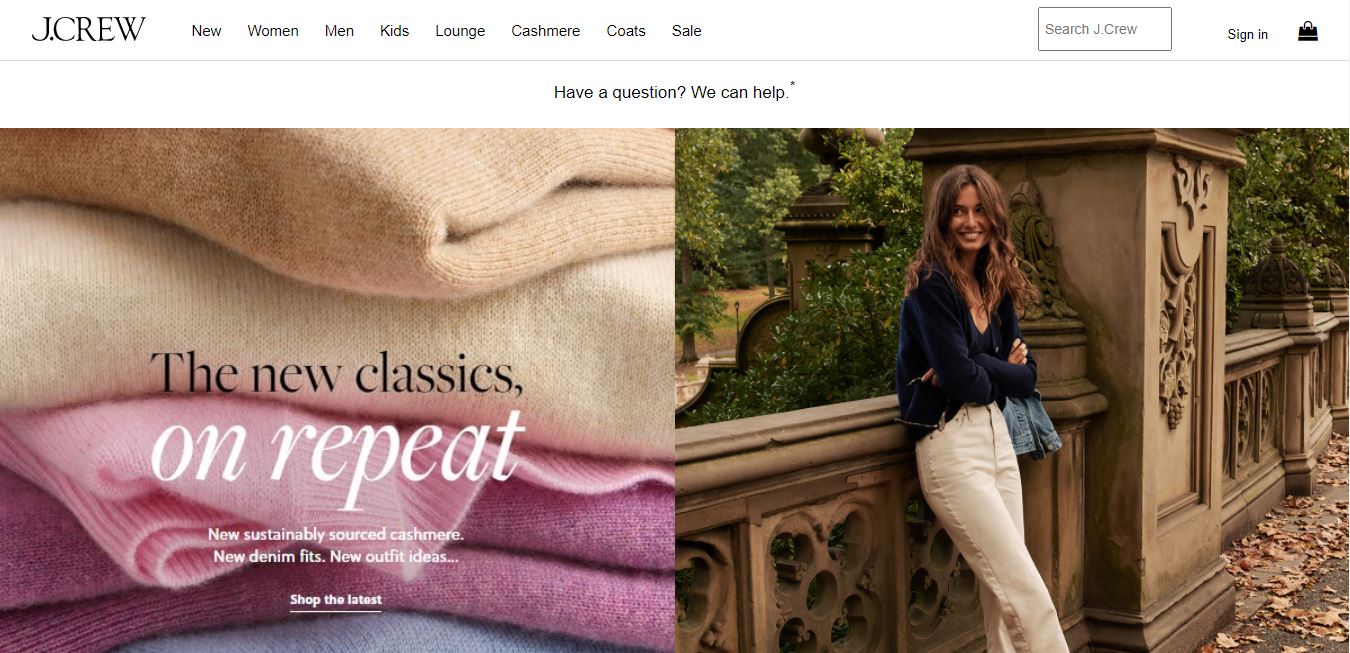 J.CREW
New
Women
Men
Kids
Lounge
Cashmere
Coats
Sale
Search J.Crew
Sign in
Have a question? We can help.*
The new classics,
on repeat
New sustainably sourced cashmere.
New denim fits. New outfit ideas...
Shop the latest